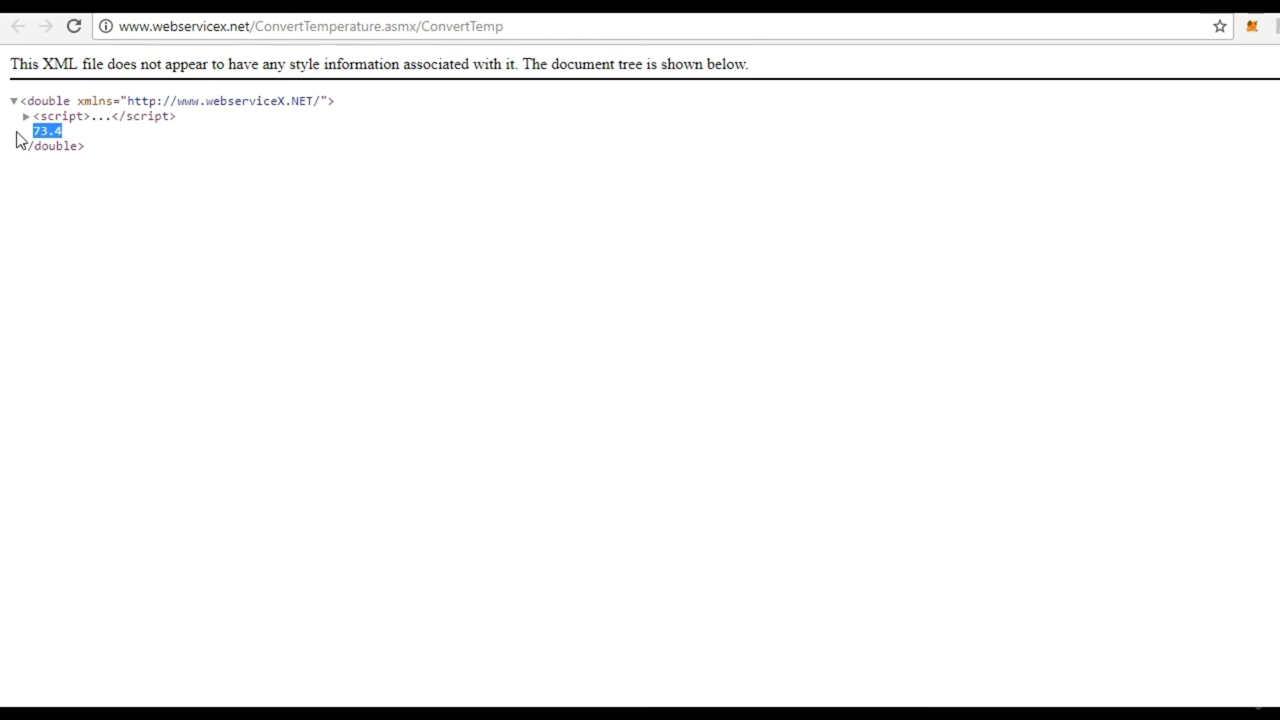 www.webservicex.net/ConvertTemperature.asmx/ConvertTemp
This XML file does not appear to have any style information associated with it. The document tree is shown below.
<double xmlns="http://www.webserviceX.NET/">
<script>...</script>
73.4
/double>